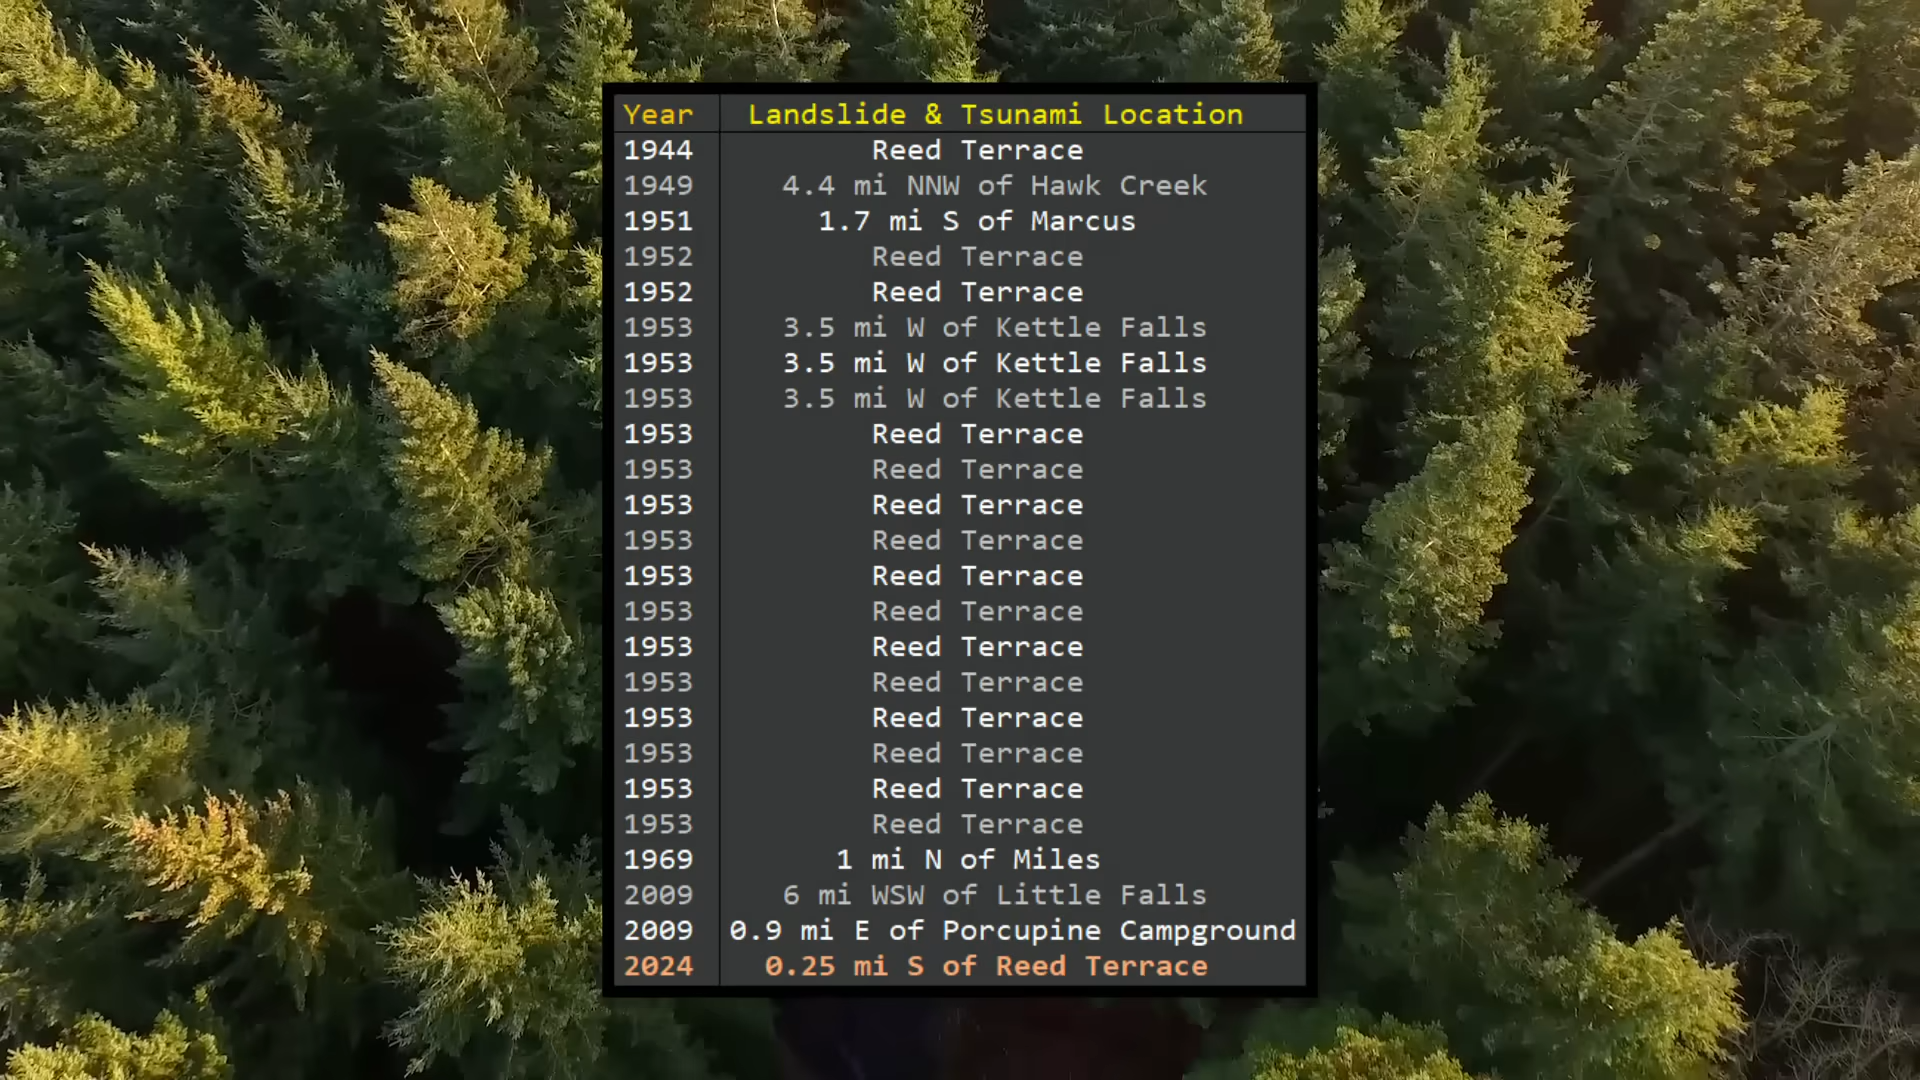 Year Landslide & Tsunami Location
1944 Reed Terrace
1949 4.4 mi NNW of Hawk Creek
1951 1.7 mi S of Marcus
1952 Reed Terrace
1952 Reed Terrace
1953 3.5 mi W of Kettle Falls
1953 3.5 mi W of Kettle Falls
1953 3.5 mi W of Kettle Falls
1953 Reed Terrace
1953 Reed Terrace
1953 Reed Terrace
1953 Reed Terrace
1953 Reed Terrace
1953 Reed Terrace
1953 Reed Terrace
1953 Reed Terrace
1953 Reed Terrace
1953 Reed Terrace
1953 Reed Terrace
1953 Reed Terrace
1969 1 mi N of Miles
2009 6 mi WSW of Little Falls
2009 0.9 mi E of Porcupine Campground
2024 0.25 mi S of Reed Terrace